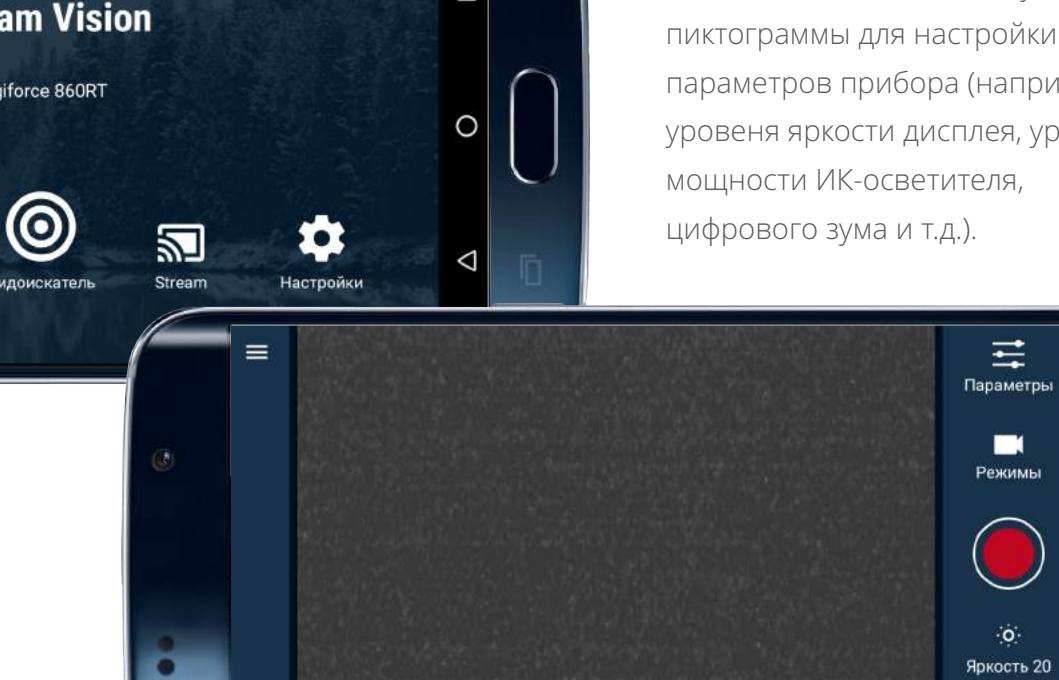 am Vision
giforce 860RT
идоискатель
Stream
Настройки
пиктограммы для настройки
параметров прибора (напри
уровеня яркости дисплея, ур
мощности ИК-осветителя,
цифрового зума и т.д.).
Параметры
Режимы
Яркость 20